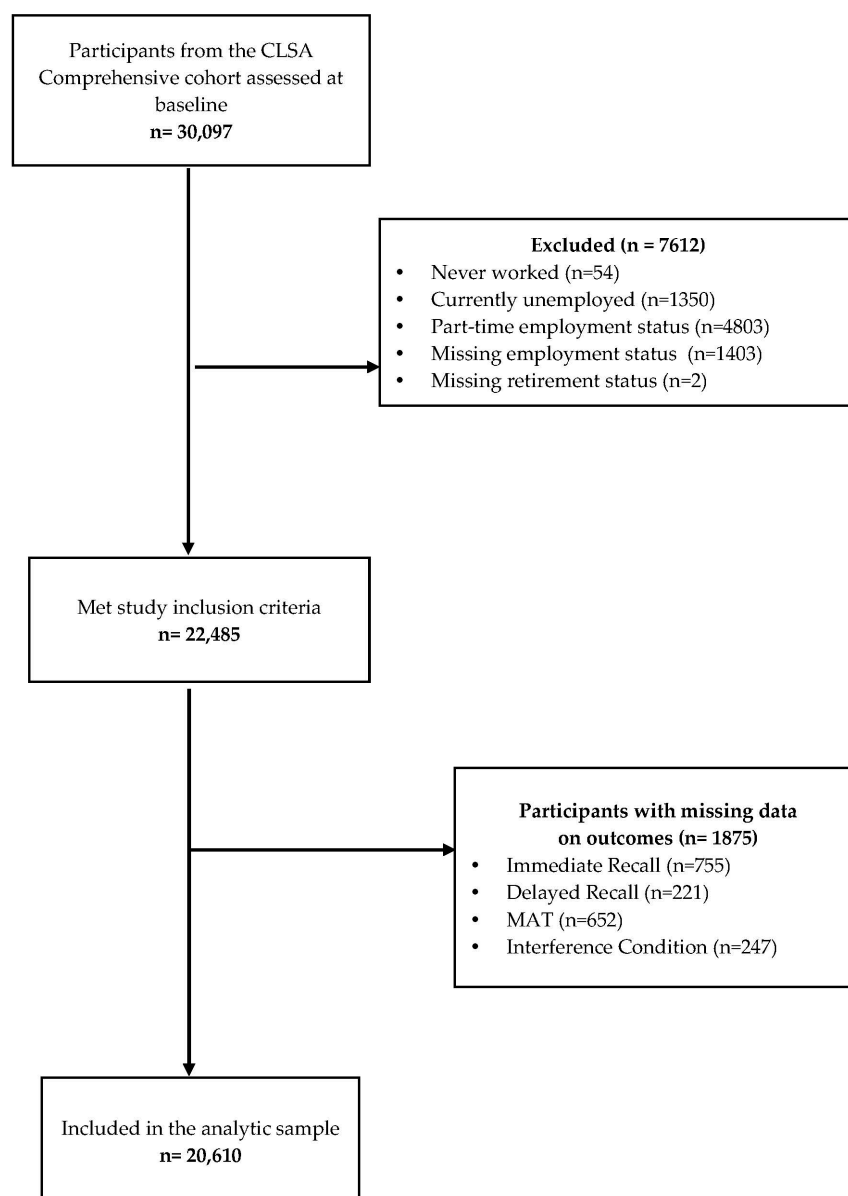 Participants from the CLSA
Comprehensive cohort assessed at
baseline
n= 30,097
Excluded (n = 7612)
• Never worked (n=54)
• Currently unemployed (n=1350)
• Part-time employment status (n=4803)
• Missing employment status (n=1403)
• Missing retirement status (n=2)
Met study inclusion criteria
n= 22,485
Participants with missing data
on outcomes (n= 1875)
• Immediate Recall (n=755)
• Delayed Recall (n=221)
• MAT (n=652)
• Interference Condition (n=247)
Included in the analytic sample
n= 20,610